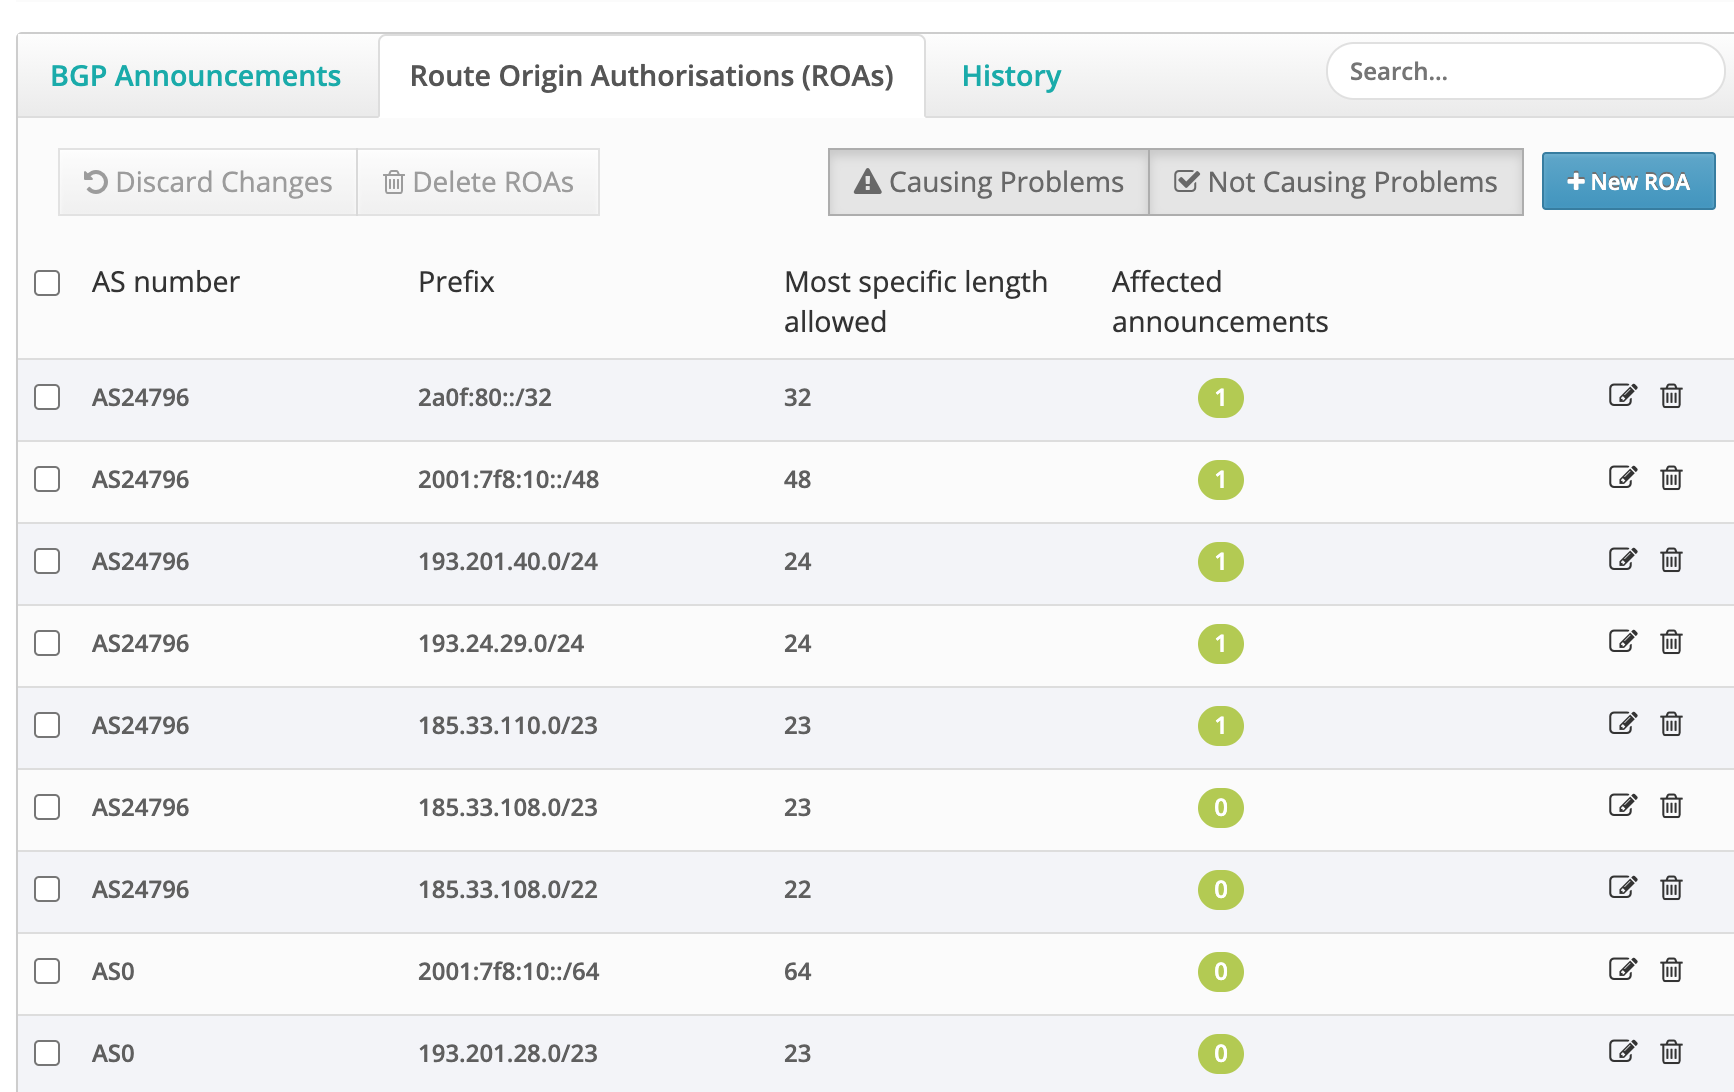 BGP Announcements Route Origin Authorisations (ROAs) History Search...
Discard Changes Delete ROAs Causing Problems Not Causing Problems + New ROA
AS number Prefix Most specific length allowed Affected announcements
AS24796 2a0f:80::/32 32 1
AS24796 2001:7f8:10::/48 48 1
AS24796 193.201.40.0/24 24 1
AS24796 193.24.29.0/24 24 1
AS24796 185.33.110.0/23 23 1
AS24796 185.33.108.0/23 23 0
AS24796 185.33.108.0/22 22 0
AS0 2001:7f8:10::/64 64 0
AS0 193.201.28.0/23 23 0